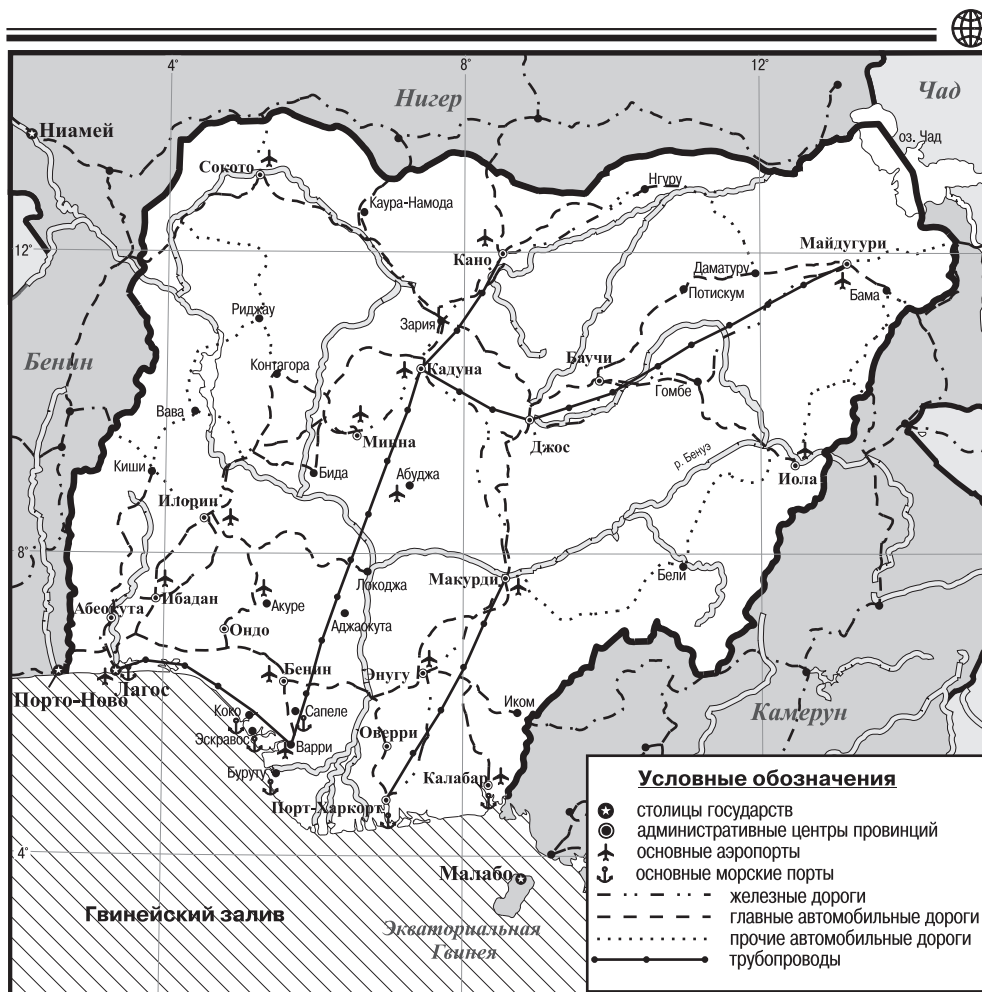 4°
8°
12°
Нигер
Чад
Ниамей
оз. Чад
Сокото
Нгуру
Каура-Намода
12°
Кано
Майдугури
Даматуру
Потискум
Бама
Риджау
Зария
Бенин
Баучи
Контагора
Кадуна
Гомбе
Вава
Минна
Джос
р. Бенуэ
Киши
Бида
Абуджа
Иола
Илорин
8°
Локоджа
Макурди
Бели
Абеокута
Ибадан
Акуре
Аджаокута
Ондо
Бенин
Энугу
Порто-Ново
Лагос
Коко
Сапеле
Иком
Камерун
Эскравос
Варри
Оверри
Буруту
Калабар
Порт-Харкорт
4°
Малабо
Гвинейский залив
Экваториальная
Гвинея
Условные обозначения
столицы государств
административные центры провинций
основные аэропорты
основные морские порты
железные дороги
главные автомобильные дороги
прочие автомобильные дороги
трубопроводы